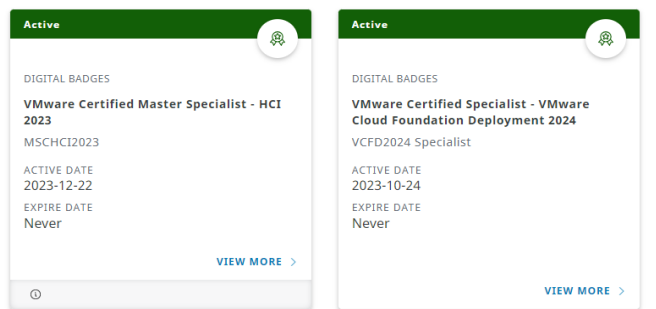 Active
DIGITAL BADGES
VMware Certified Master Specialist - HCI
2023
MSCHCI2023
ACTIVE DATE
2023-12-22
EXPIRE DATE
Never
VIEW MORE
Active
DIGITAL BADGES
VMware Certified Specialist - VMware
Cloud Foundation Deployment 2024
VCFD2024 Specialist
ACTIVE DATE
2023-10-24
EXPIRE DATE
Never
VIEW MORE